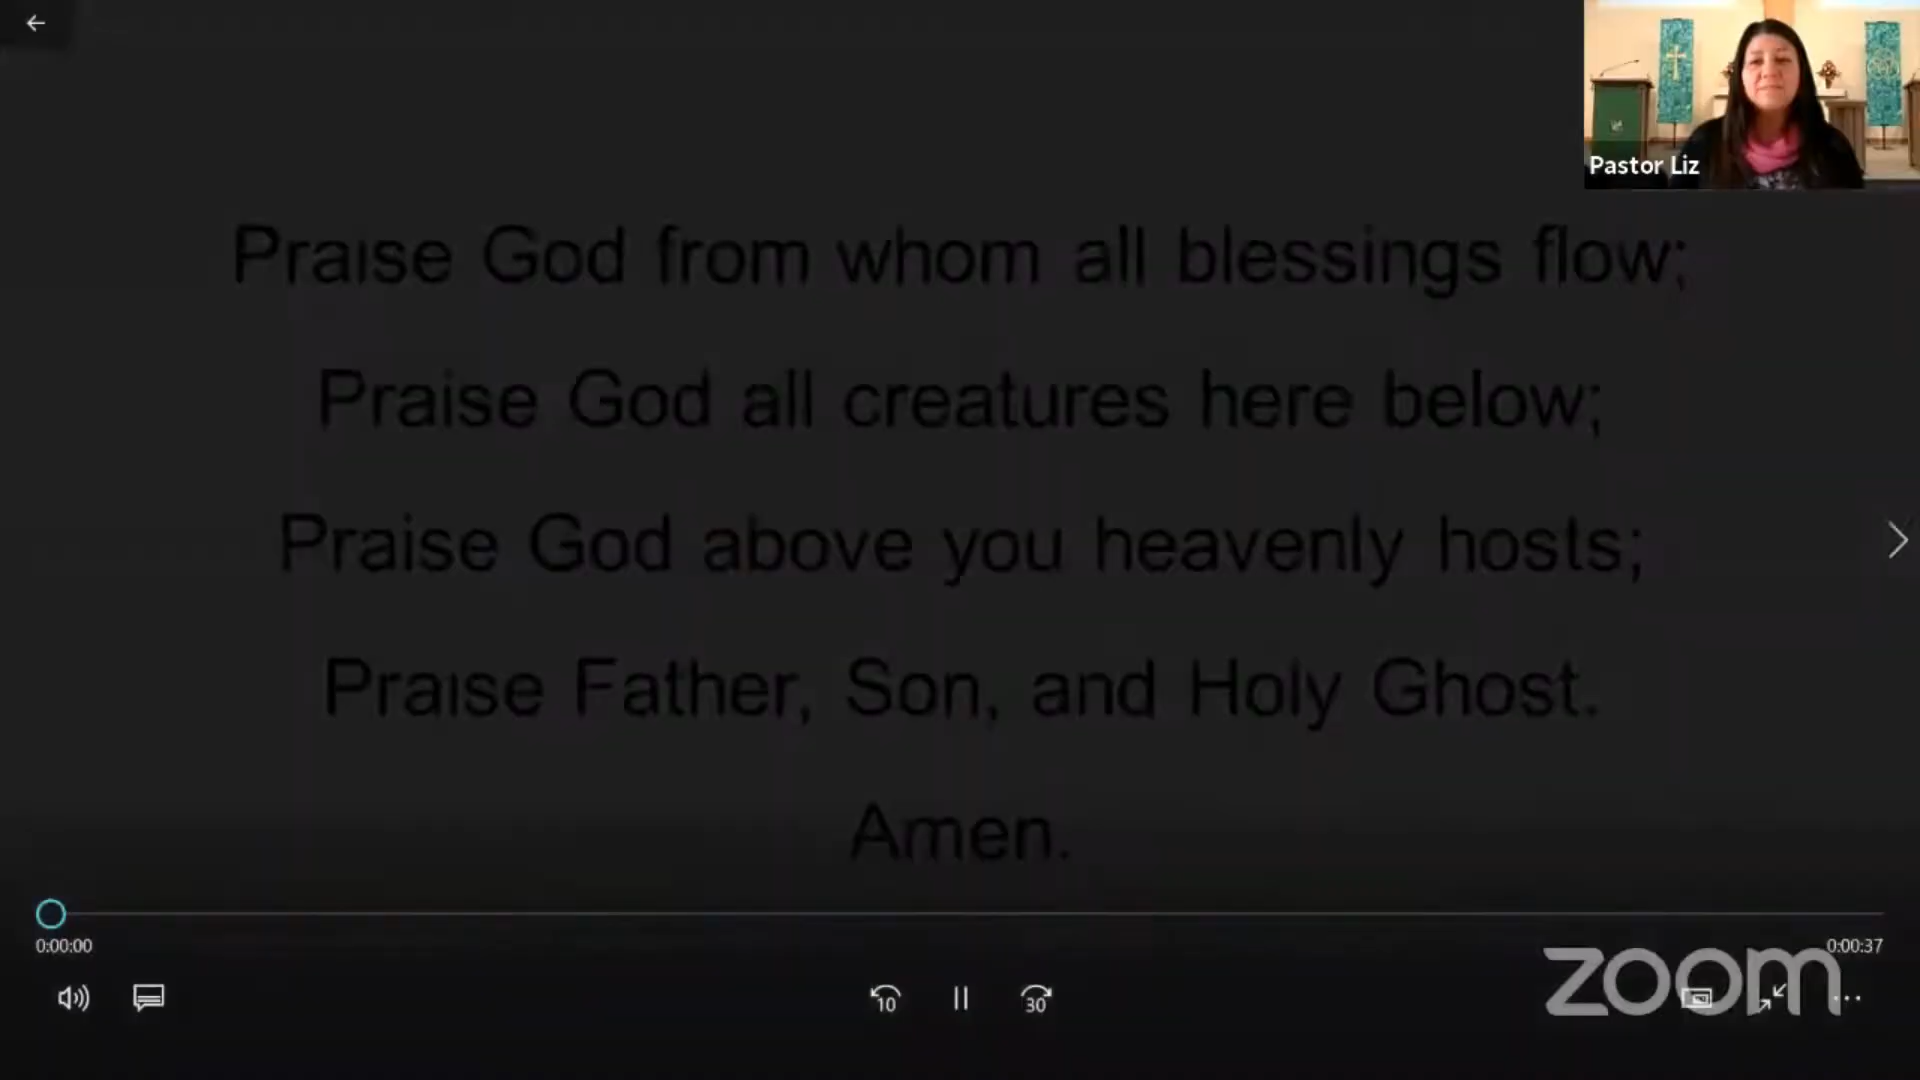 Pastor Liz
Praise God from whom all blessings flow;
Praise God all creatures here below;
Praise God above you heavenly hosts;
Praise Father, Son, and Holy Ghost.
Amen.
0:00:00
0:00:37
10
30
zoom